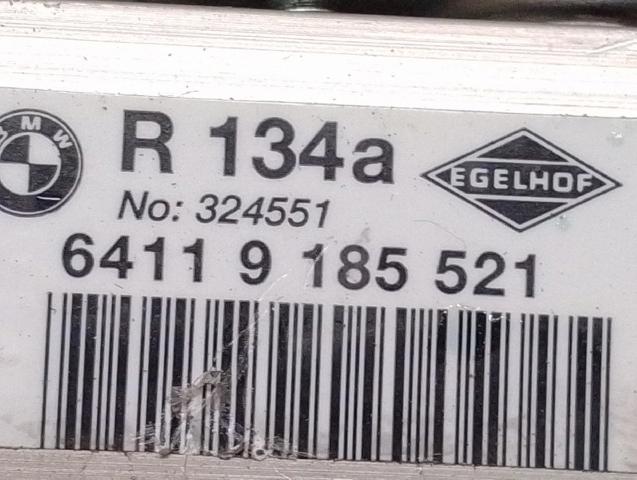 BMW
R 134a
EGELHOF
No: 324551
6411 9 185 521